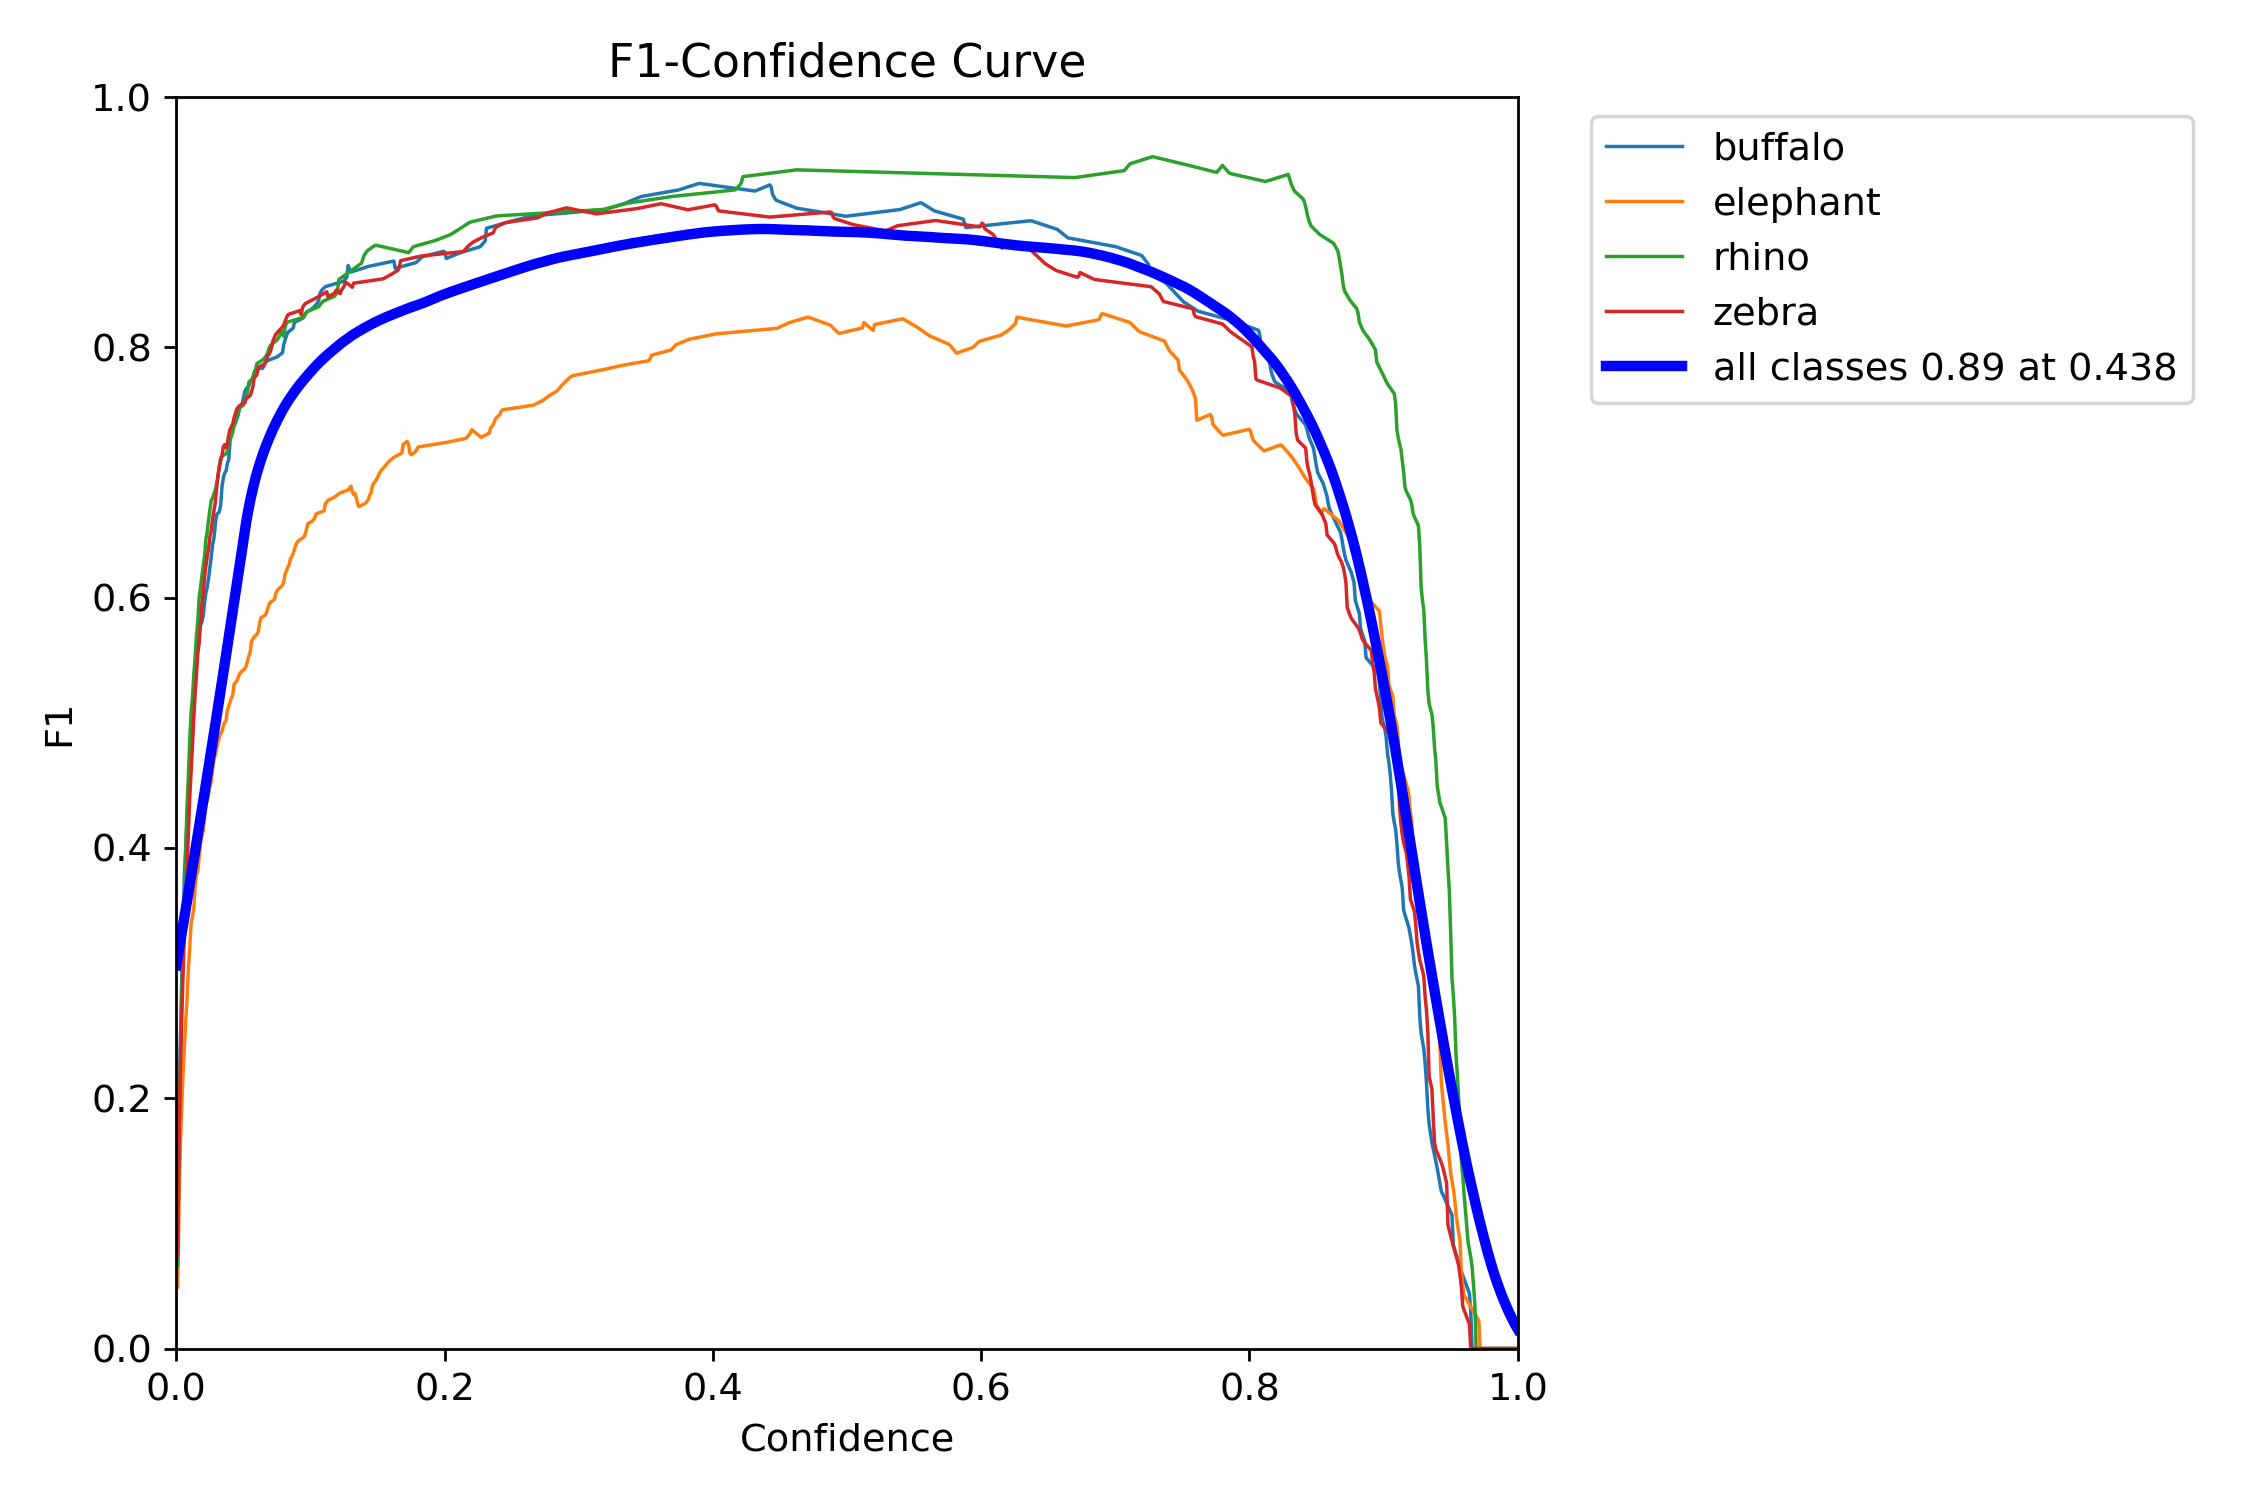 F1-Confidence Curve
1.0
0.8
0.6
0.4
0.2
0.0
F1
0.0 0.2 0.4 0.6 0.8 1.0
Confidence
buffalo
elephant
rhino
zebra
all classes 0.89 at 0.438